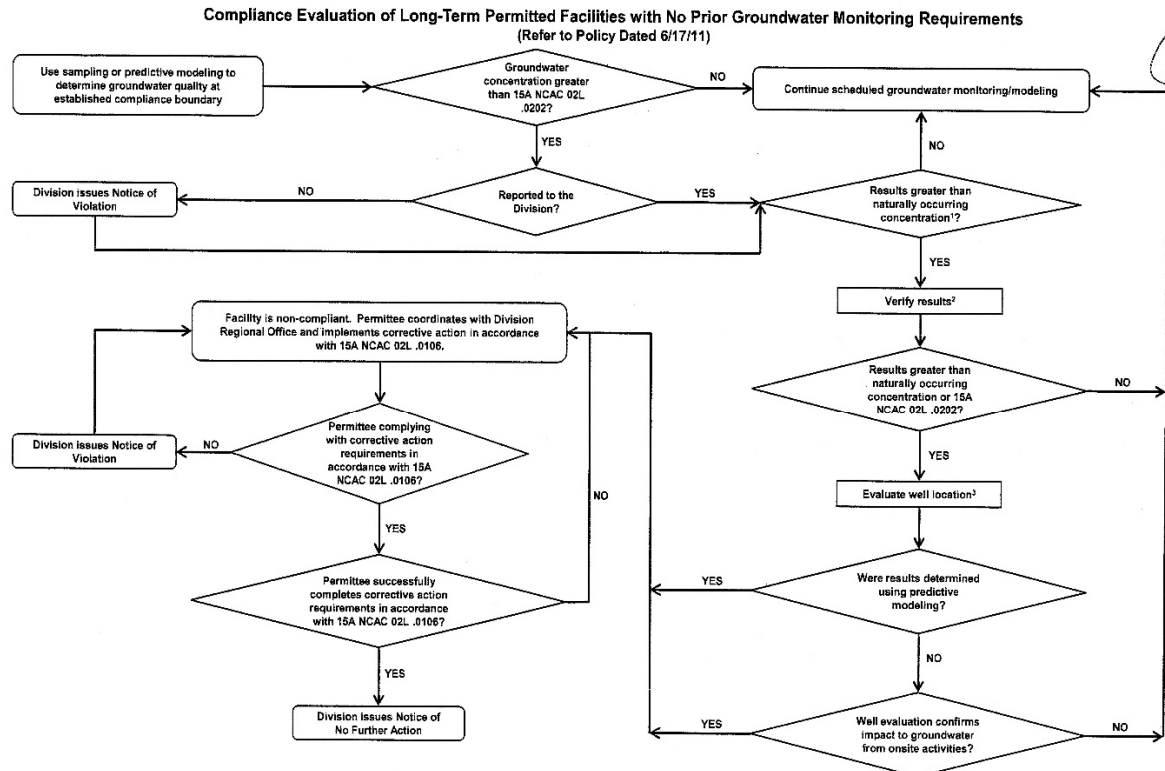 Compliance Evaluation of Long-Term Permitted Facilities with No Prior Groundwater Monitoring Requirements
(Refer to Policy Dated 6/17/11)
Use sampling or predictive modeling to
determine groundwater quality at
established compliance boundary
Groundwater
concentration greater
than 15A NCAC 02L
.0202?
NO
Continue scheduled groundwater monitoring/modeling
YES
NO
Division issues Notice of
Violation
NO
Reported to the
Division?
YES
Results greater than
naturally occurring
concentration¹?
YES
Verify results²
Facility is non-compliant. Permittee coordinates with Division
Regional Office and implements corrective action in accordance
with 15A NCAC 02L .0106.
Results greater than
naturally occurring
concentration or 15A
NCAC 02L .0202?
NO
Division issues Notice of
Violation
NO
Permittee complying
with corrective action
requirements in
accordance with 15A
NCAC 02L .0106?
NO
YES
Evaluate well location³
YES
Permittee successfully
completes corrective action
requirements in accordance
with 15A NCAC 02L .0106?
YES
Were results determined
using predictive
modeling?
YES
NO
Division Issues Notice of
No Further Action
YES
Well evaluation confirms
impact to groundwater
from onsite activities?
NO